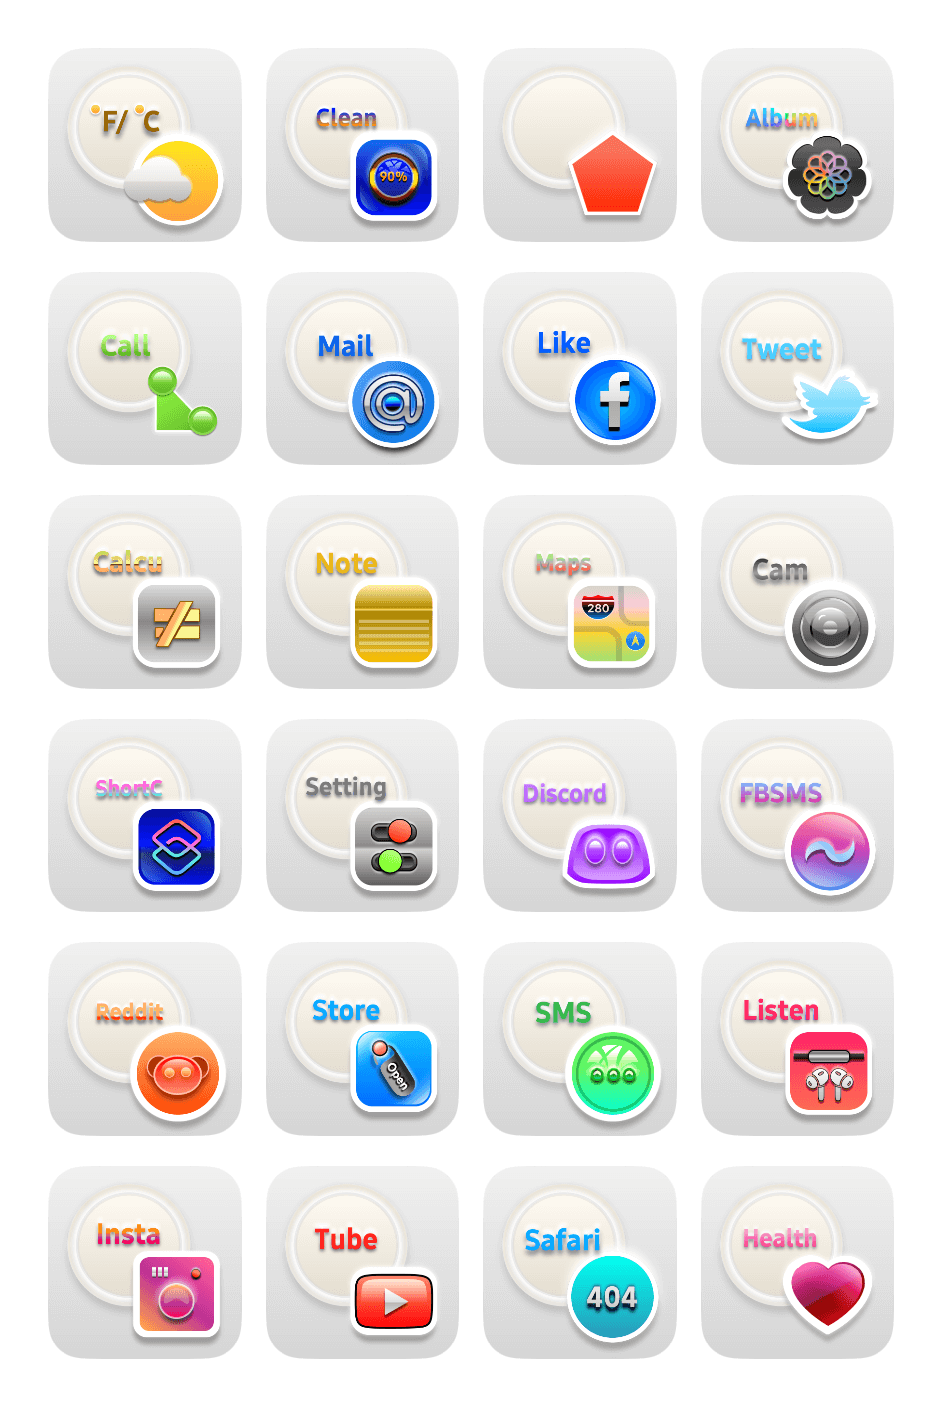 °F/ °C
Clean
90%
Album
Call
Mail
@
Like
f
Tweet
Calcu
Note
Maps
280
Cam
ShortC
Setting
Discord
FBSMS
Reddit
Store
Open
SMS
Listen
Insta
Tube
Safari
404
Health